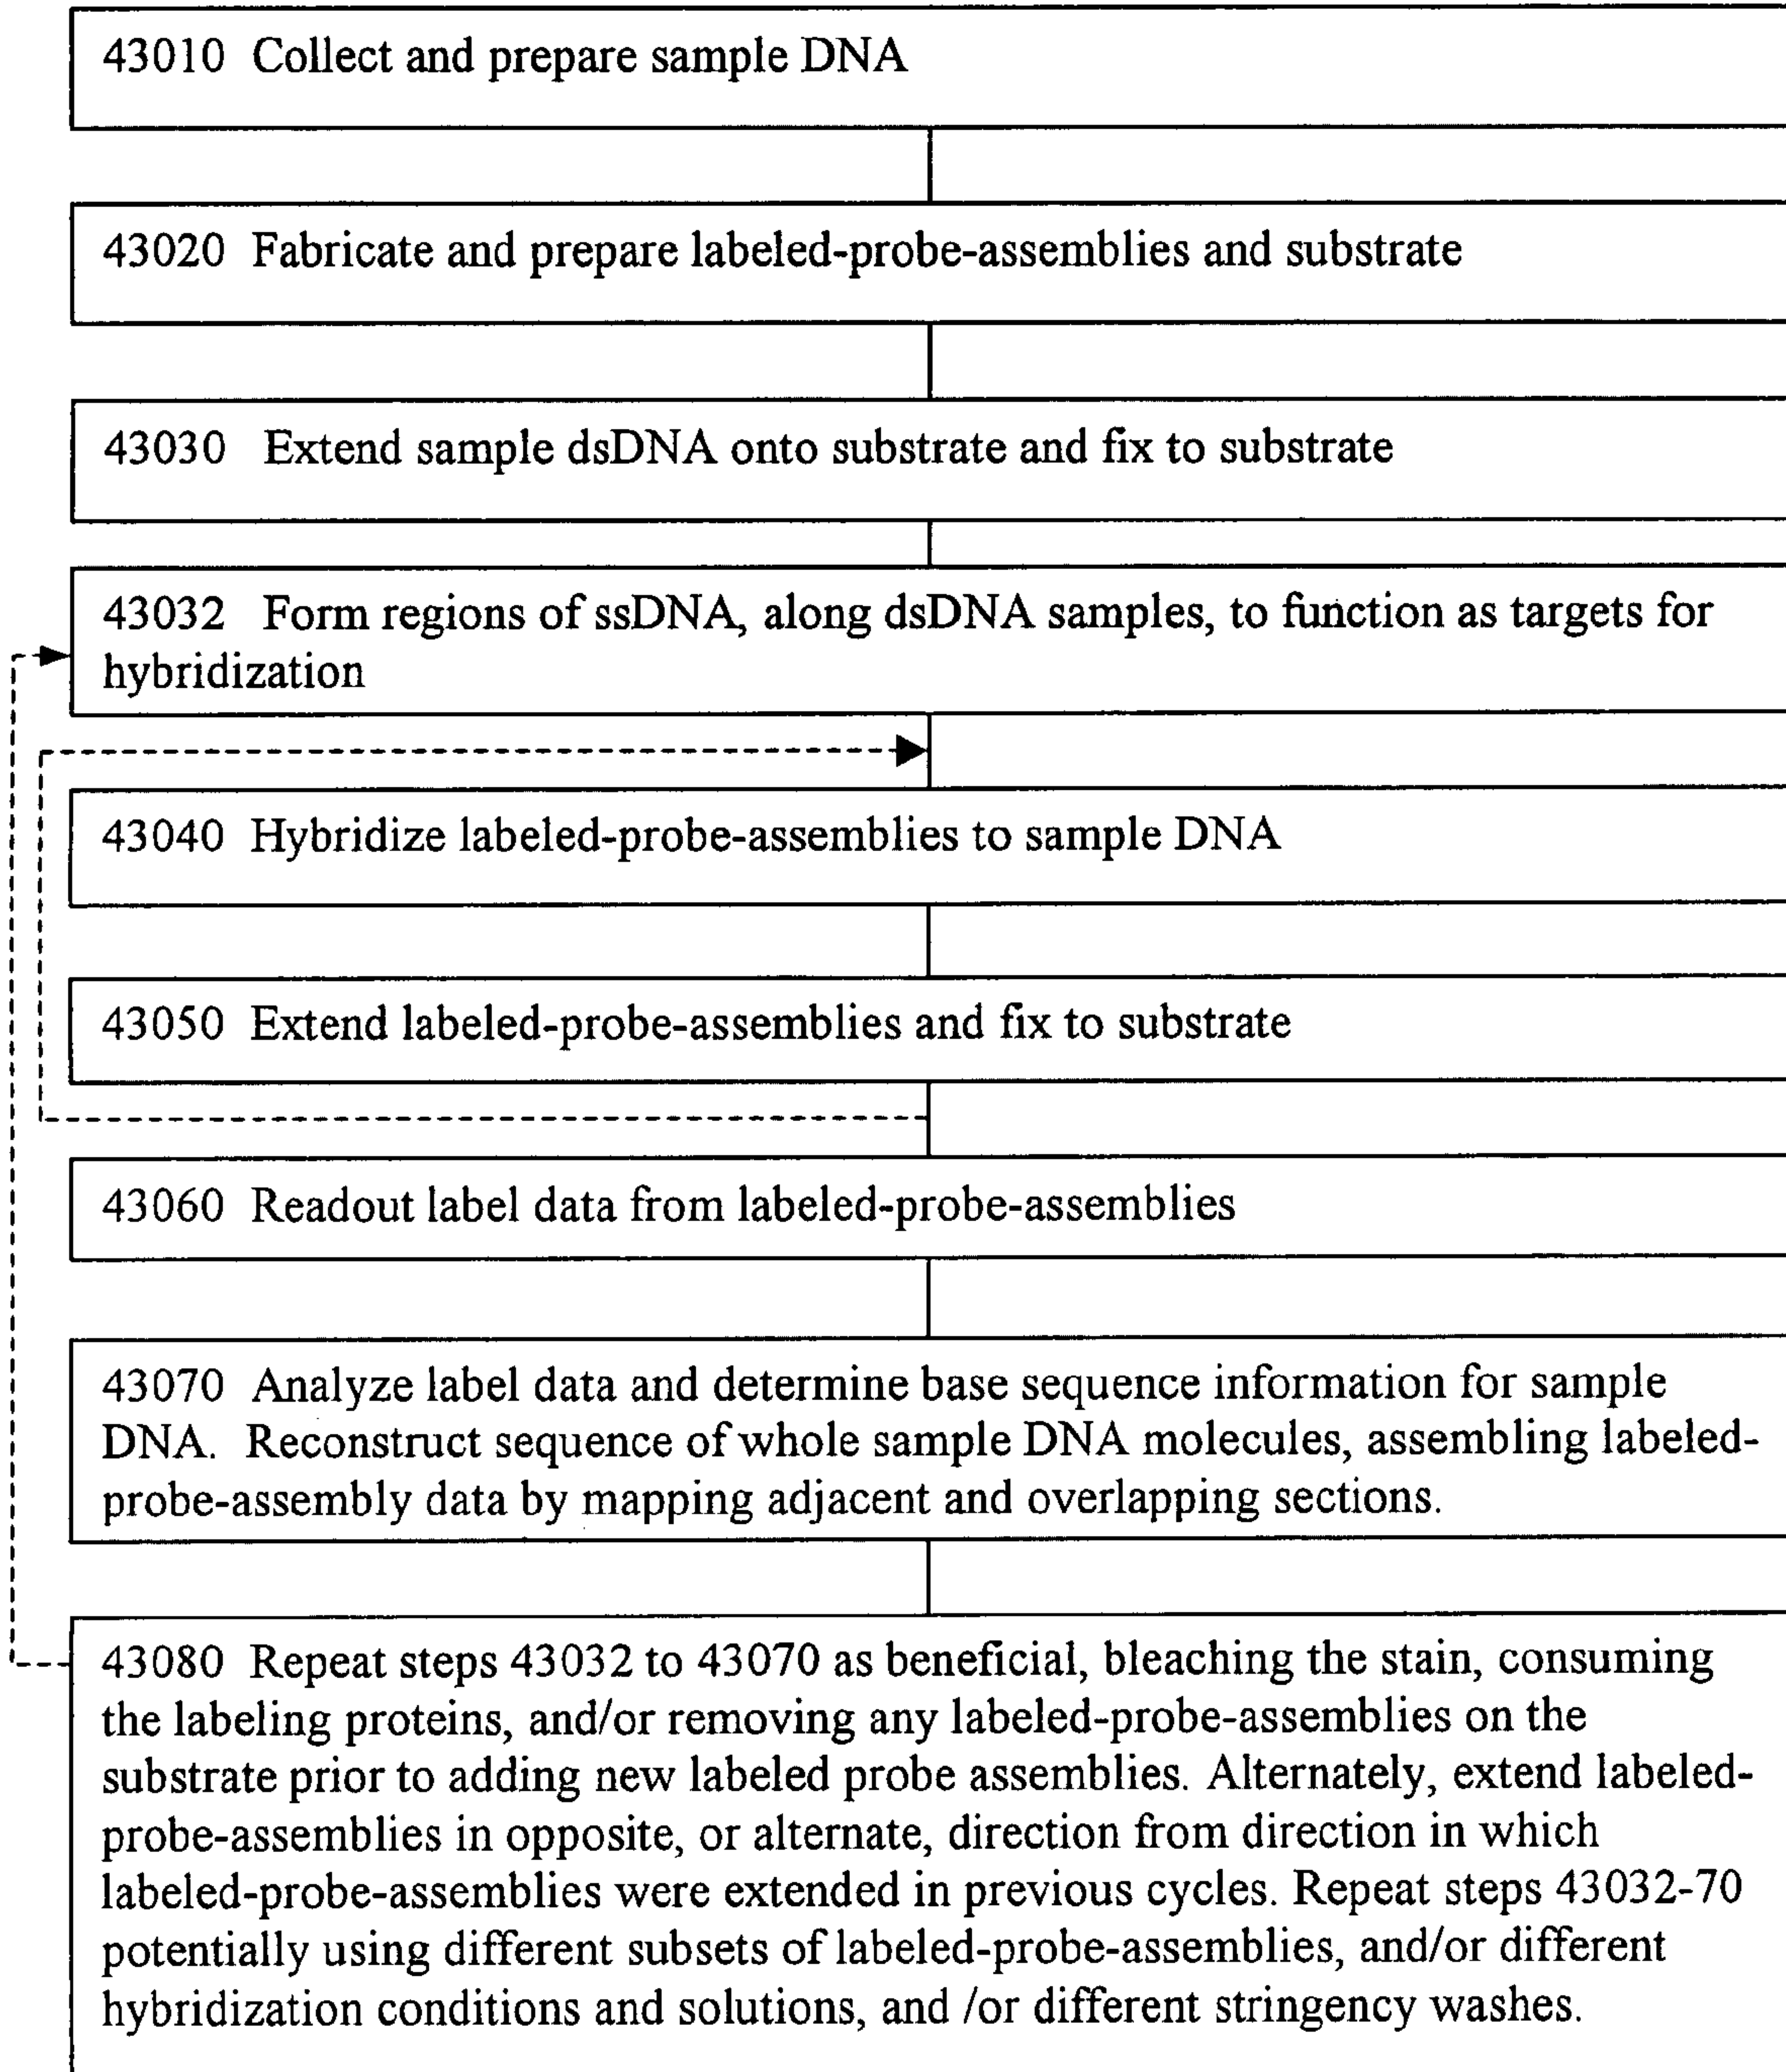 43010 Collect and prepare sample DNA
43020 Fabricate and prepare labeled-probe-assemblies and substrate
43030 Extend sample dsDNA onto substrate and fix to substrate
43032 Form regions of ssDNA, along dsDNA samples, to function as targets for
hybridization
43040 Hybridize labeled-probe-assemblies to sample DNA
43050 Extend labeled-probe-assemblies and fix to substrate
43060 Readout label data from labeled-probe-assemblies
43070 Analyze label data and determine base sequence information for sample
DNA. Reconstruct sequence of whole sample DNA molecules, assembling labeled-
probe-assembly data by mapping adjacent and overlapping sections.
43080 Repeat steps 43032 to 43070 as beneficial, bleaching the stain, consuming
the labeling proteins, and/or removing any labeled-probe-assemblies on the
substrate prior to adding new labeled probe assemblies. Alternately, extend labeled-
probe-assemblies in opposite, or alternate, direction from direction in which
labeled-probe-assemblies were extended in previous cycles. Repeat steps 43032-70
potentially using different subsets of labeled-probe-assemblies, and/or different
hybridization conditions and solutions, and /or different stringency washes.